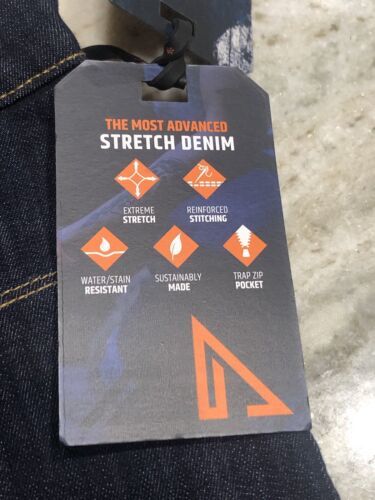 THE MOST ADVANCED
STRETCH DENIM
EXTREME
STRETCH
REINFORCED
STITCHING
WATER/STAIN
RESISTANT
SUSTAINABLY
MADE
TRAP ZIP
POCKET